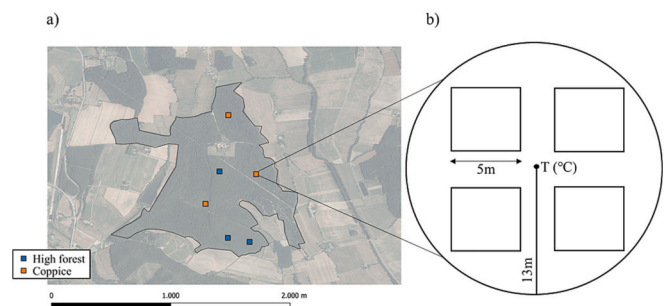 a)
b)
T (°C)
5m
13m
High forest
Coppice
0
1.000
2.000 m